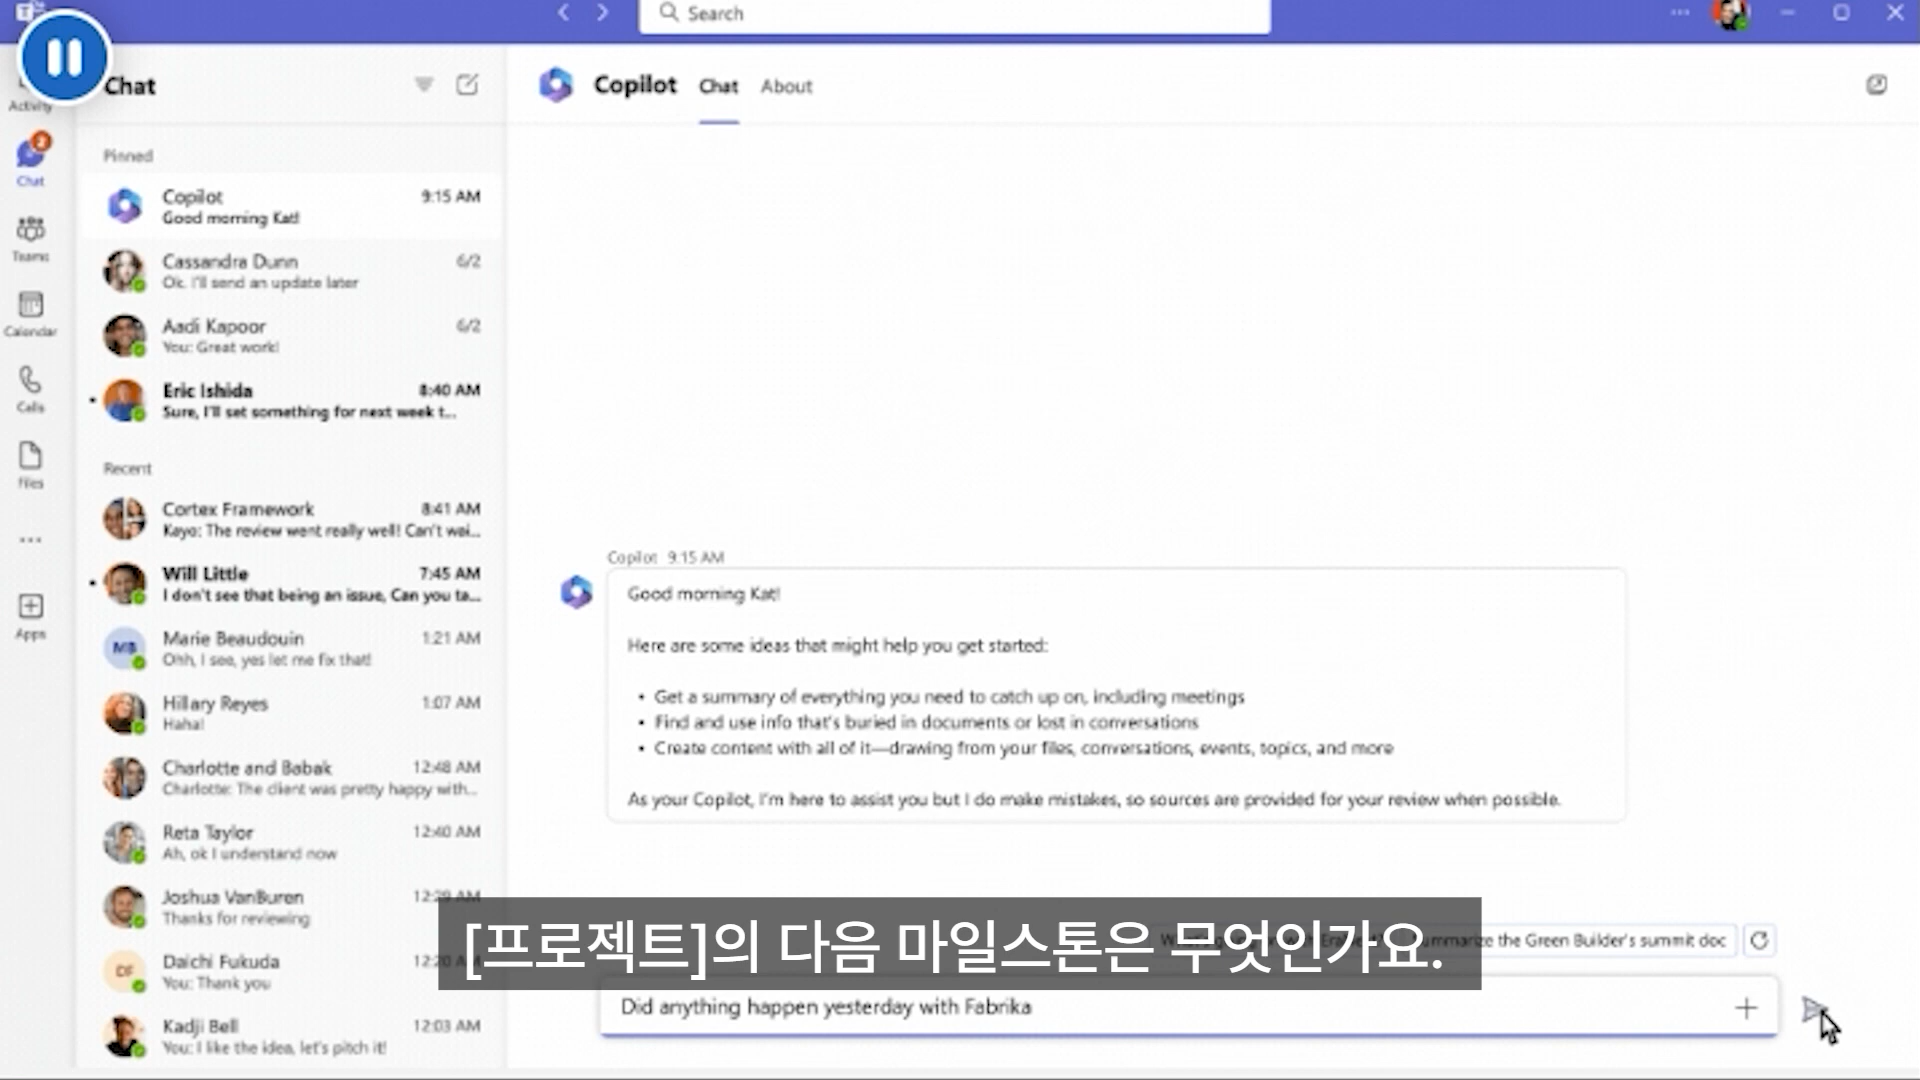 Search
Activity
Chat
Teams
Calendar
Calls
Files
Apps
2
Chat
Pinned
Copilot 9:15 AM
Good morning Kat!
Cassandra Dunn 6/2
Ok. I'll send an update later
Aadi Kapoor 6/2
You: Great work!
Eric Ishida 8:40 AM
Sure, I'll set something for next week t...
Recent
Cortex Framework 8:41 AM
Kayo: The review went really well! Can't wai...
Will Little 7:45 AM
I don't see that being an issue, Can you ta...
MB
Marie Beaudouin 1:21 AM
Ohh, I see, yes let me fix that!
Hillary Reyes 1:07 AM
Haha!
Charlotte and Babak 12:48 AM
Charlotte: The client was pretty happy with...
Reta Taylor 12:40 AM
Ah, ok I understand now
Joshua VanBuren 12:29 AM
Thanks for reviewing
DF
Daichi Fukuda
You: Thank you
Kadji Bell 12:03 AM
You: I like the idea, let's pitch it!
Copilot Chat About
Copilot 9:15 AM
Good morning Kat!
Here are some ideas that might help you get started:
• Get a summary of everything you need to catch up on, including meetings
• Find and use info that's buried in documents or lost in conversations
• Create content with all of it—drawing from your files, conversations, events, topics, and more
As your Copilot, I'm here to assist you but I do make mistakes, so sources are provided for your review when possible.
the Green Builder's summit doc
[프로젝트]의 다음 마일스톤은 무엇인가요.
Did anything happen yesterday with Fabrika